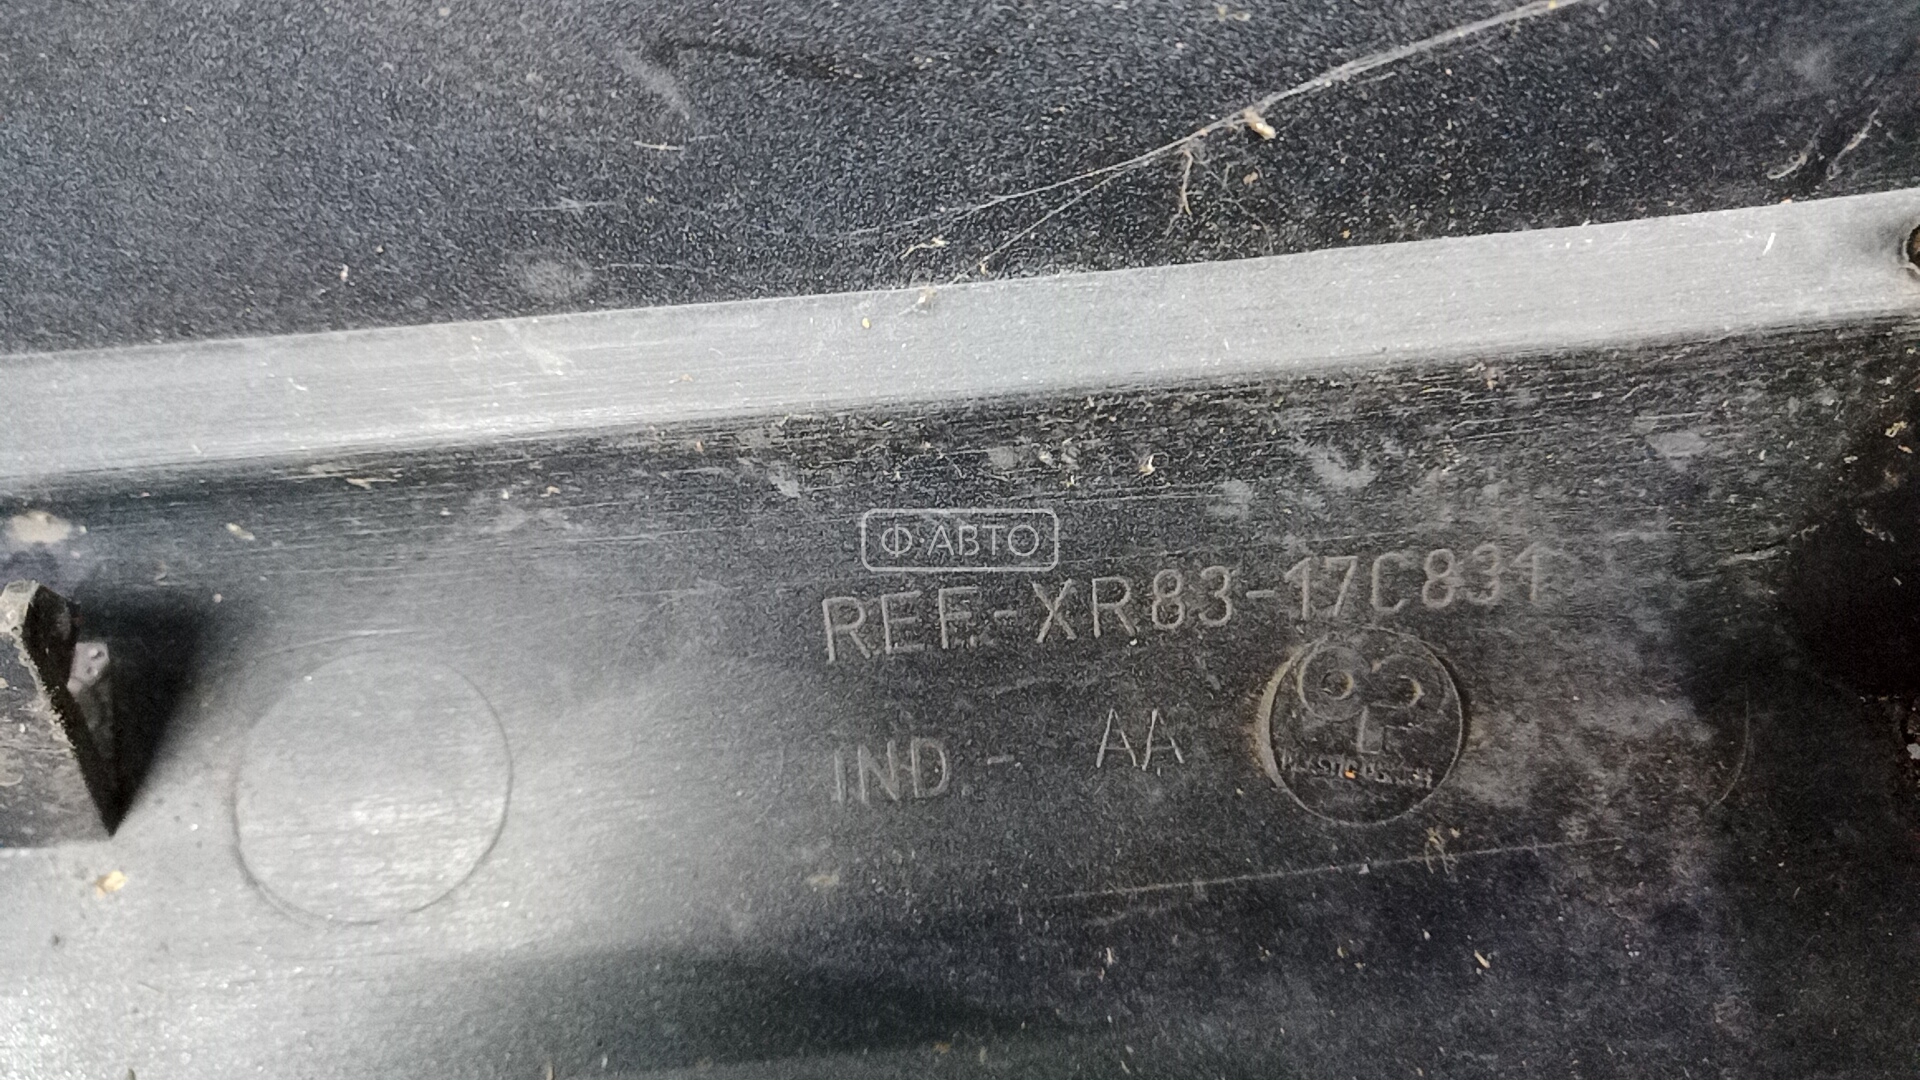 Ф·АВТО
REF.-XR83-17C831
IND.- AA